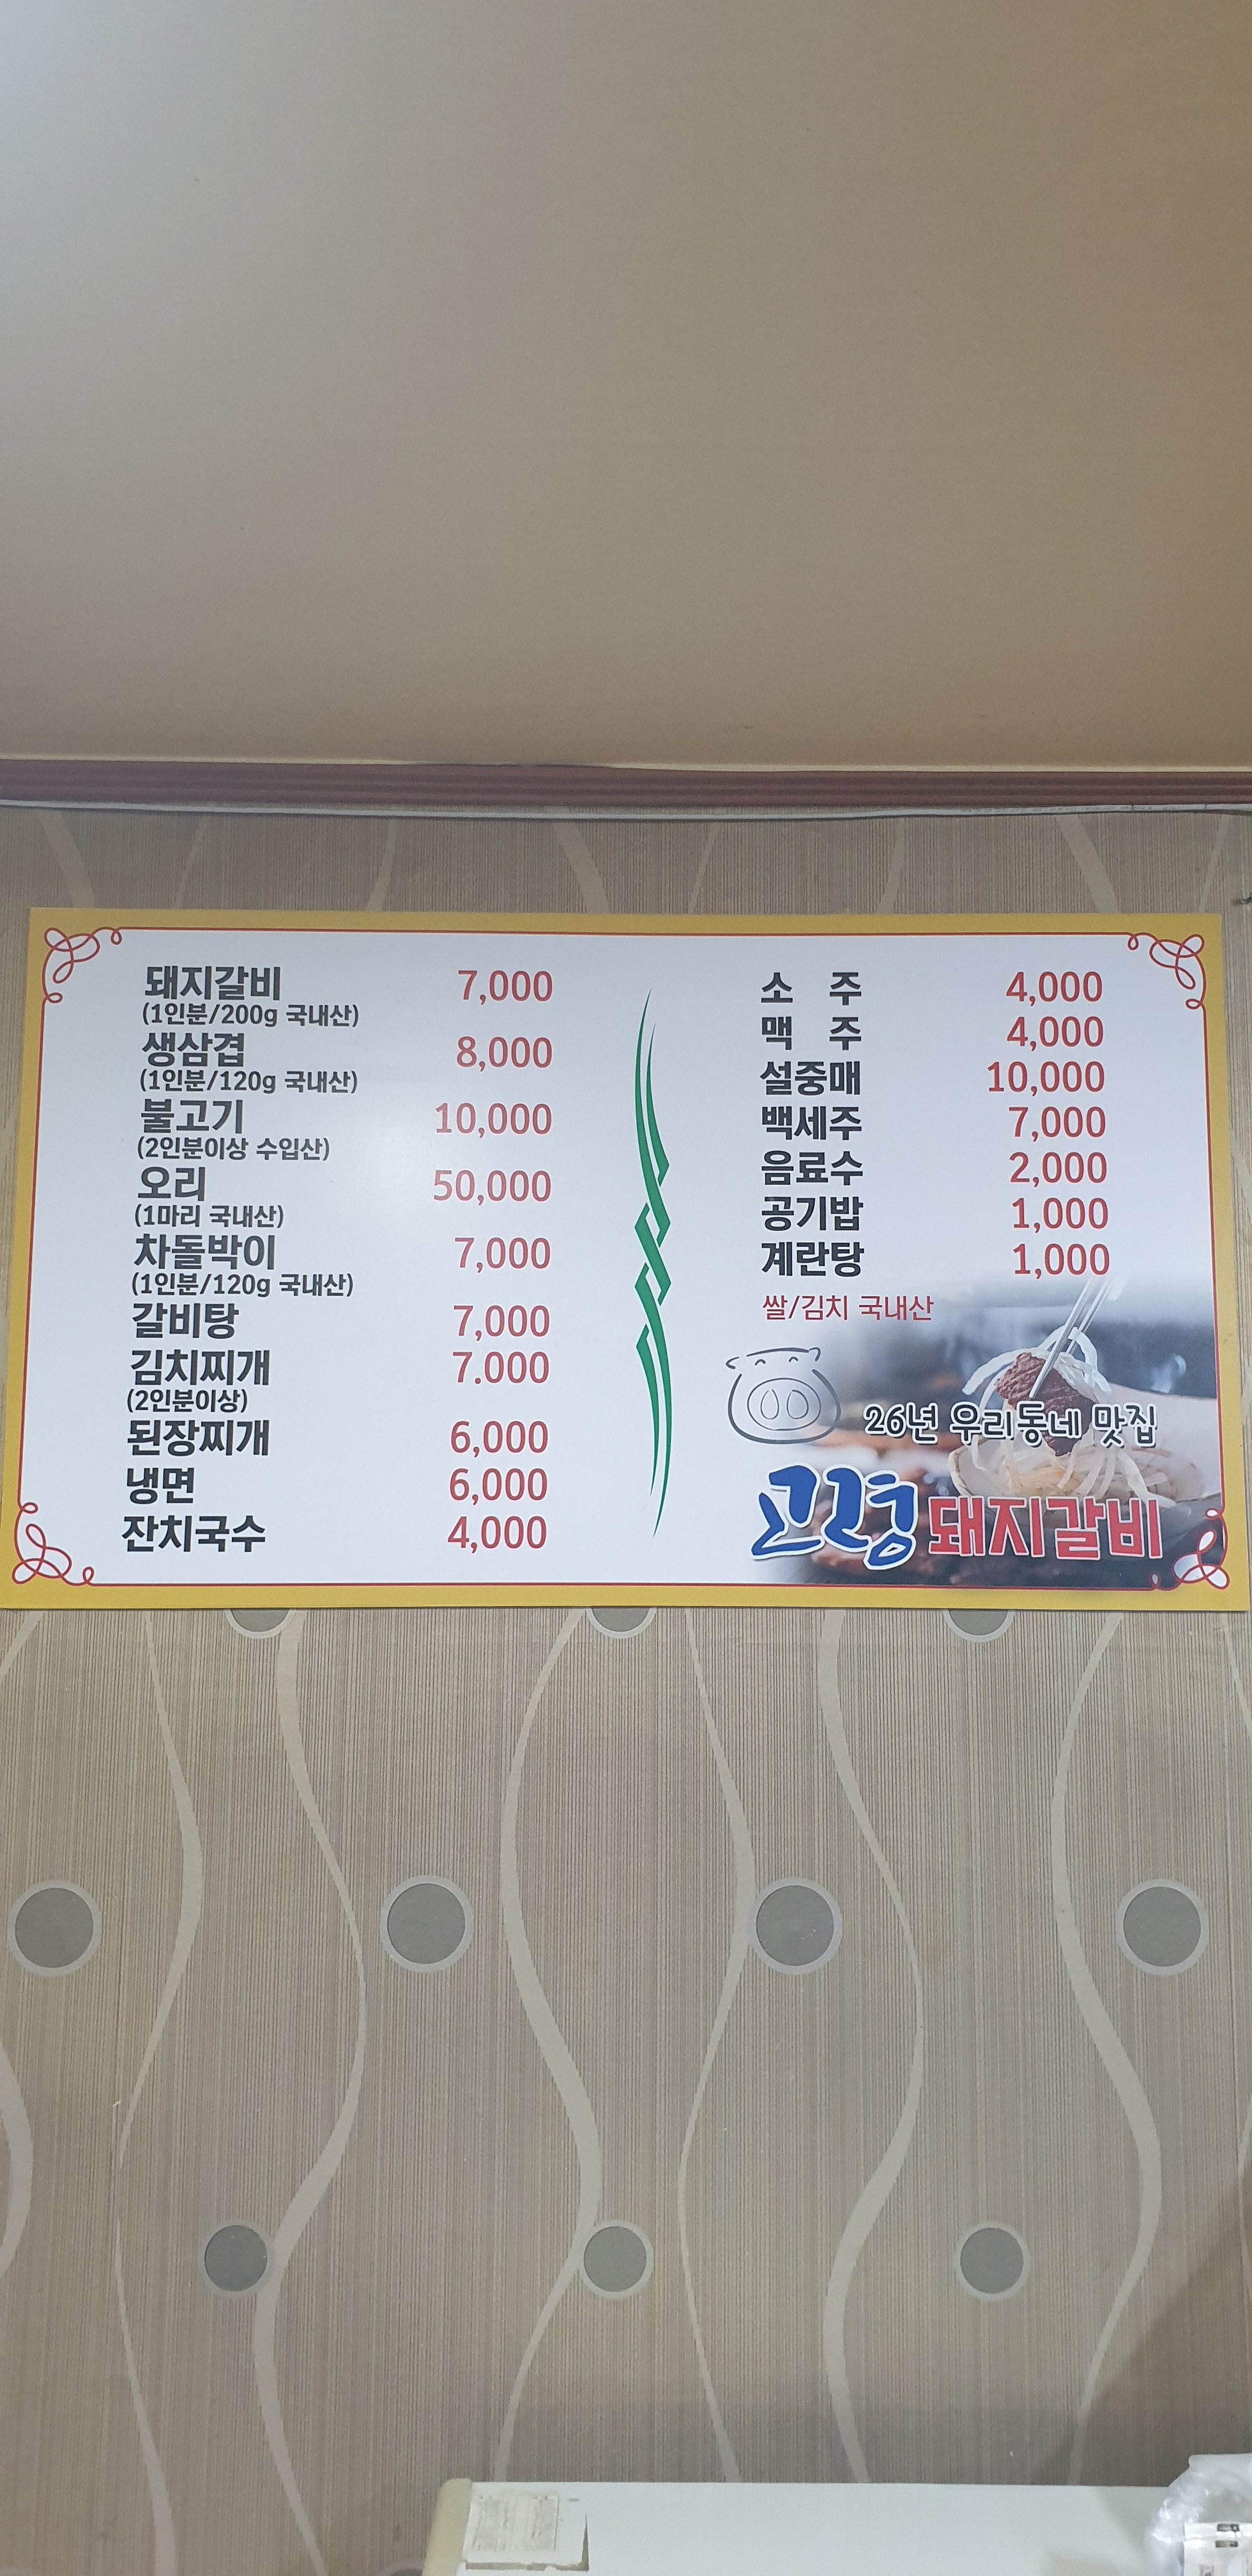 돼지갈비 7,000
(1인분/200g 국내산)
생삼겹 8,000
(1인분/120g 국내산)
불고기 10,000
(2인분이상 수입산)
오리 50,000
(1마리 국내산)
차돌박이 7,000
(1인분/120g 국내산)
갈비탕 7,000
김치찌개 7.000
(2인분이상)
된장찌개 6,000
냉면 6,000
잔치국수 4,000
소 주 4,000
맥 주 4,000
설중매 10,000
백세주 7,000
음료수 2,000
공기밥 1,000
계란탕 1,000
쌀/김치 국내산
26년 우리동네 맛집
고령 돼지갈비